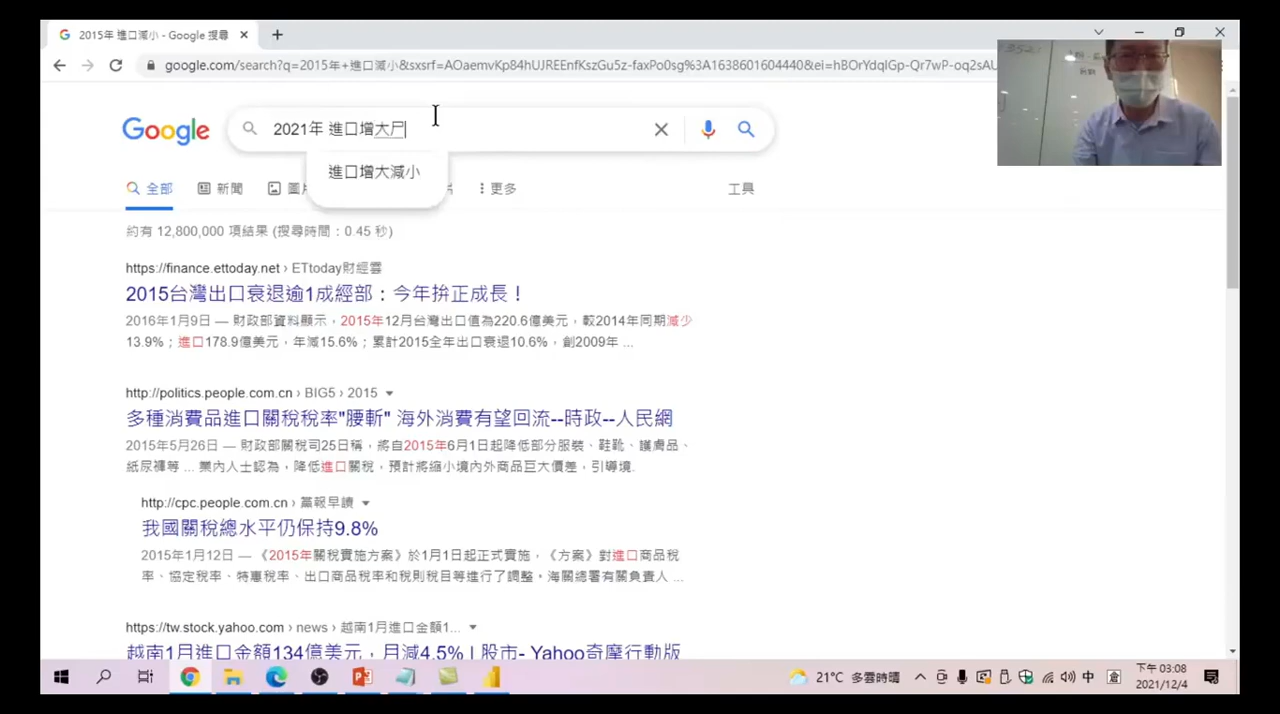 2015年 進口減小 - Google 搜尋
google.com/search?q=2015年+進口減小&sxsrf=AOaemvKp84hUJREEnfKszGu5z-faxPo0sg%3A1638601604440&ei=hBOrYdqIGp-Qr7wP-oq2sAU
Google
2021年 進口增大尸
進口增大減小
全部
新聞
更多
工具
約有 12,800,000 項結果 (搜尋時間：0.45 秒)
https://finance.ettoday.net › ETtoday財經雲
2015台灣出口衰退逾1成經部：今年拚正成長！
2016年1月9日 — 財政部資料顯示，2015年12月台灣出口值為220.6億美元，較2014年同期減少
13.9%；進口178.9億美元，年減15.6%；累計2015全年出口衰退10.6%，創2009年 ...
http://politics.people.com.cn › BIG5 › 2015
多種消費品進口關稅稅率"腰斬" 海外消費有望回流--時政--人民網
2015年5月26日 — 財政部關稅司25日稱，將自2015年6月1日起降低部分服裝、鞋靴、護膚品、
紙尿褲等 ... 業內人士認為，降低進口關稅，預計將縮小境內外商品巨大價差，引導境.
http://cpc.people.com.cn › 黨報早讀
我國關稅總水平仍保持9.8%
2015年1月12日 — 《2015年關稅實施方案》於1月1日起正式實施，《方案》對進口商品稅
率、協定稅率、特惠稅率、出口商品稅率和稅則稅目等進行了調整。海關總署有關負責人 ...
https://tw.stock.yahoo.com › news › 越南1月進口金額1...
越南1月進口金額134億美元，月減4.5% | 股市- Yahoo奇摩行動版
21°C 多雲時晴
中
倉
下午 03:08
2021/12/4